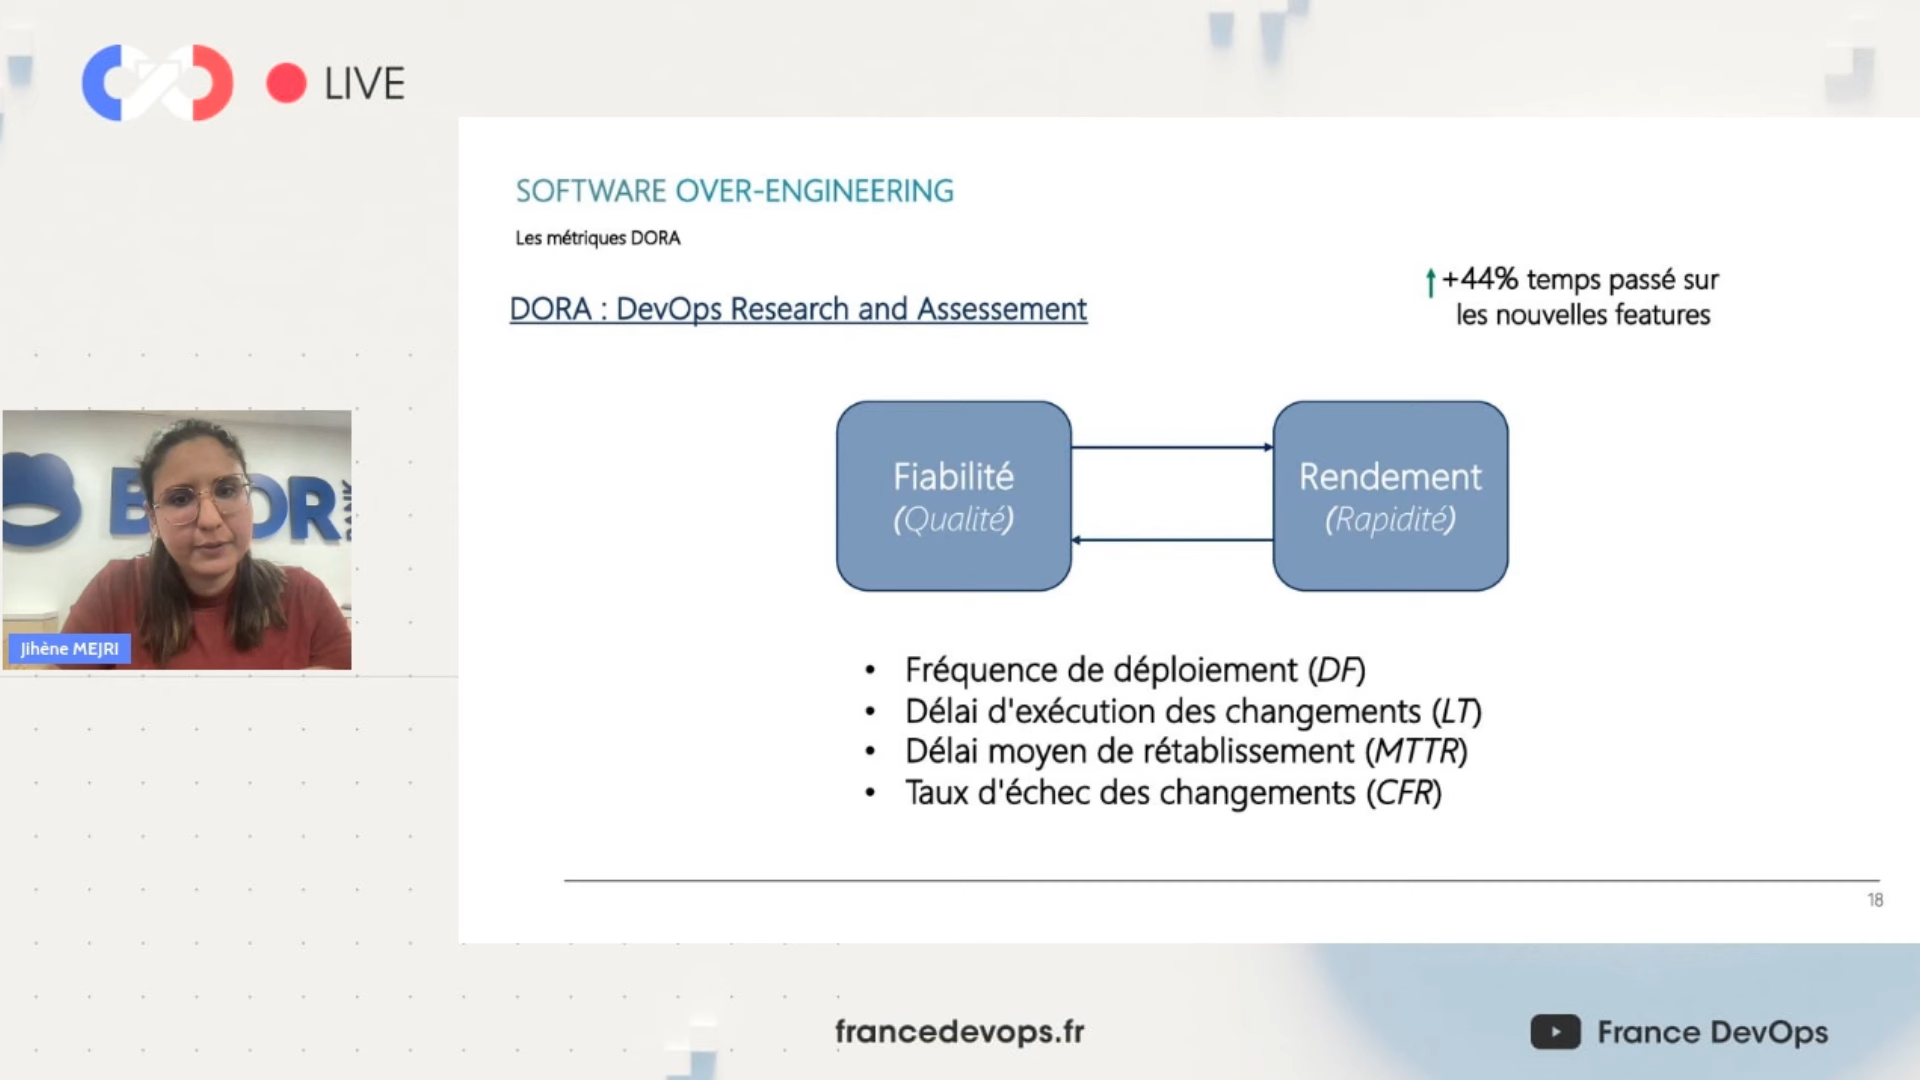 LIVE
SOFTWARE OVER-ENGINEERING
Les métriques DORA
DORA : DevOps Research and Assessement
+44% temps passé sur
les nouvelles features
Fiabilité
(Qualité)
Rendement
(Rapidité)
• Fréquence de déploiement (DF)
• Délai d'exécution des changements (LT)
• Délai moyen de rétablissement (MTTR)
• Taux d'échec des changements (CFR)
18
Jihène MEJRI
francedevops.fr
France DevOps